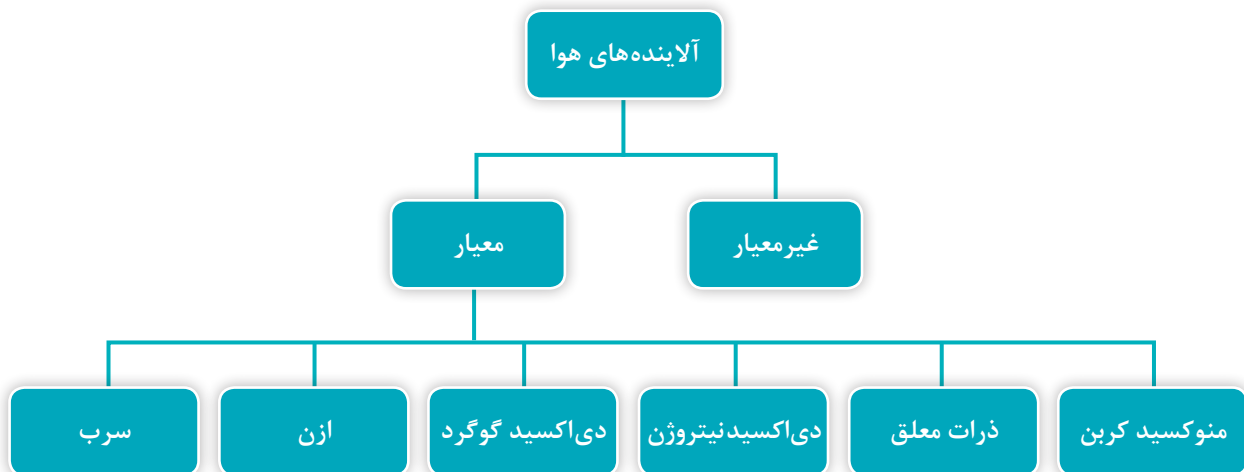 آلاینده‌های هوا
غیرمعیار
معیار
منوکسید کربن
ذرات معلق
دی‌اکسیدنیتروژن
دی‌اکسید گوگرد
ازن
سرب